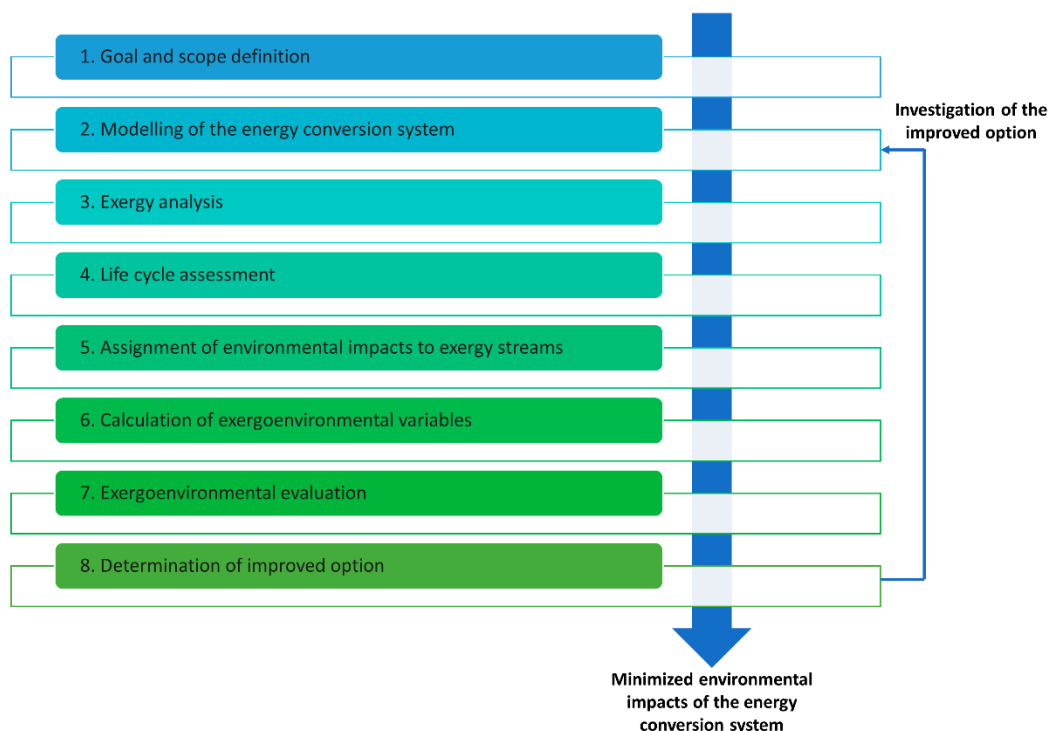 1. Goal and scope definition
Investigation of the
improved option
2. Modelling of the energy conversion system
3. Exergy analysis
4. Life cycle assessment
5. Assignment of environmental impacts to exergy streams
6. Calculation of exergoenvironmental variables
7. Exergoenvironmental evaluation
8. Determination of improved option
Minimized environmental
impacts of the energy
conversion system